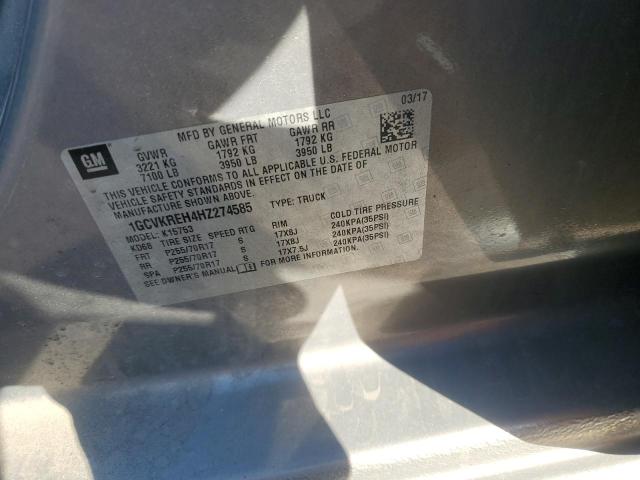 GM
03/17
MFD BY GENERAL MOTORS LLC
GVWR GAWR FRT GAWR RR
3221 KG 1792 KG 1792 KG
7100 LB 3950 LB 3950 LB
THIS VEHICLE CONFORMS TO ALL APPLICABLE U.S. FEDERAL MOTOR
VEHICLE SAFETY STANDARDS IN EFFECT ON THE DATE OF
MANUFACTURE SHOWN ABOVE.
1GCVKREH4HZ274585 TYPE: TRUCK
MODEL: K15753
KD68 TIRE SIZE SPEED RTG RIM COLD TIRE PRESSURE
FRT P255/70R17 S 17X8J 240KPA(35PSI)
RR P255/70R17 S 17X8J 240KPA(35PSI)
SPA P255/70R17 S 17X7.5J 240KPA(35PSI)
SEE OWNER'S MANUAL FOR MORE INFORMATION.